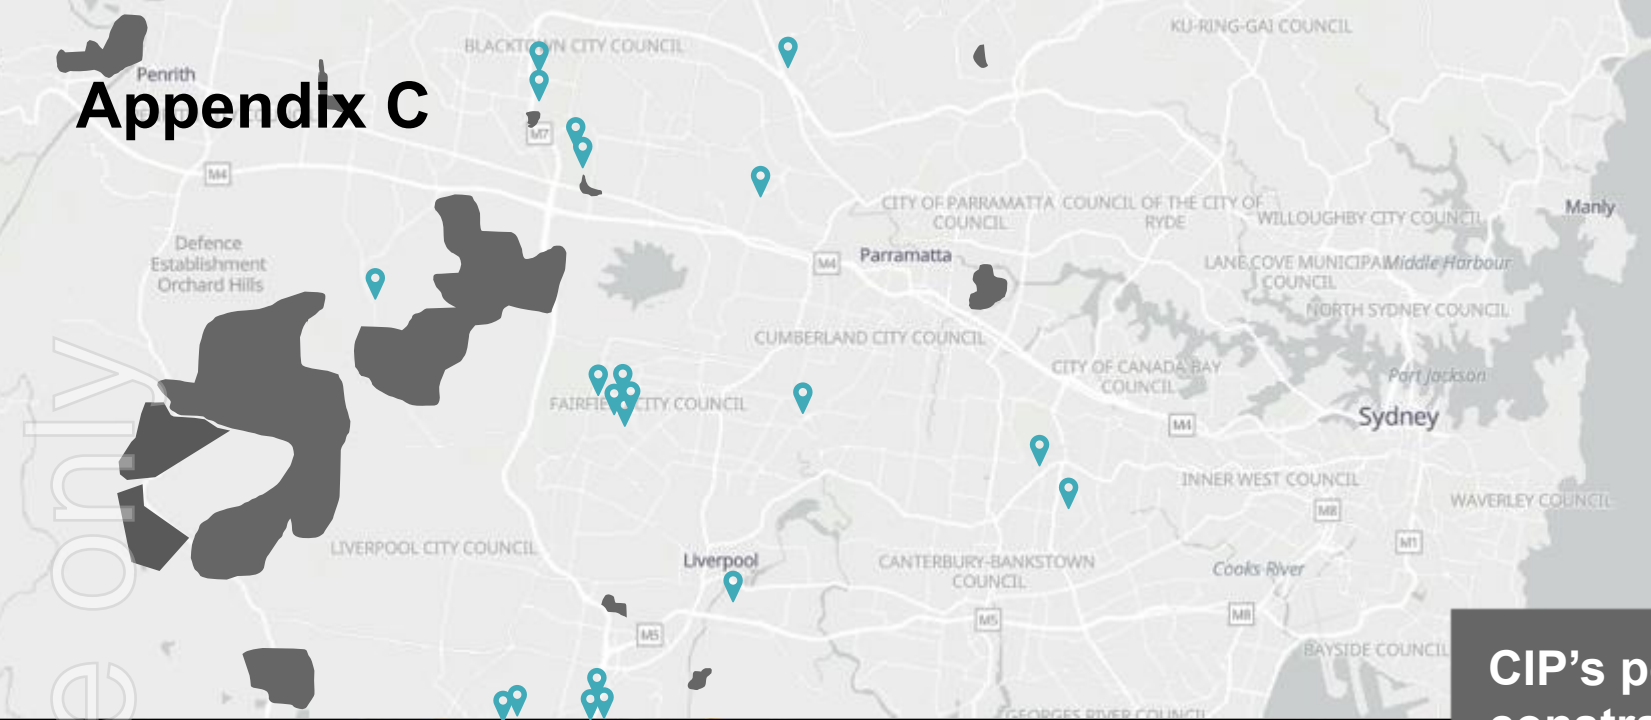 KU-RING-GAI COUNCIL
BLACKTOWN CITY COUNCIL
Penrith
Appendix C
M7
M4
CITY OF PARRAMATTA
COUNCIL
COUNCIL OF THE CITY OF
RYDE
WILLOUGHBY CITY COUNCIL
Manly
Defence
Establishment
Orchard Hills
M4
Parramatta
LANE COVE MUNICIPAL
COUNCIL
Middle Harbour
NORTH SYDNEY COUNCIL
CUMBERLAND CITY COUNCIL
CITY OF CANADA BAY
COUNCIL
Port Jackson
FAIRFIELD CITY COUNCIL
Sydney
M4
INNER WEST COUNCIL
WAVERLEY COUNCIL
M8
M1
LIVERPOOL CITY COUNCIL
Liverpool
CANTERBURY-BANKSTOWN
COUNCIL
Cooks River
M5
M5
M8
BAYSIDE COUNCIL
GEORGES RIVER COUNCIL
CIP's p
constr
e only